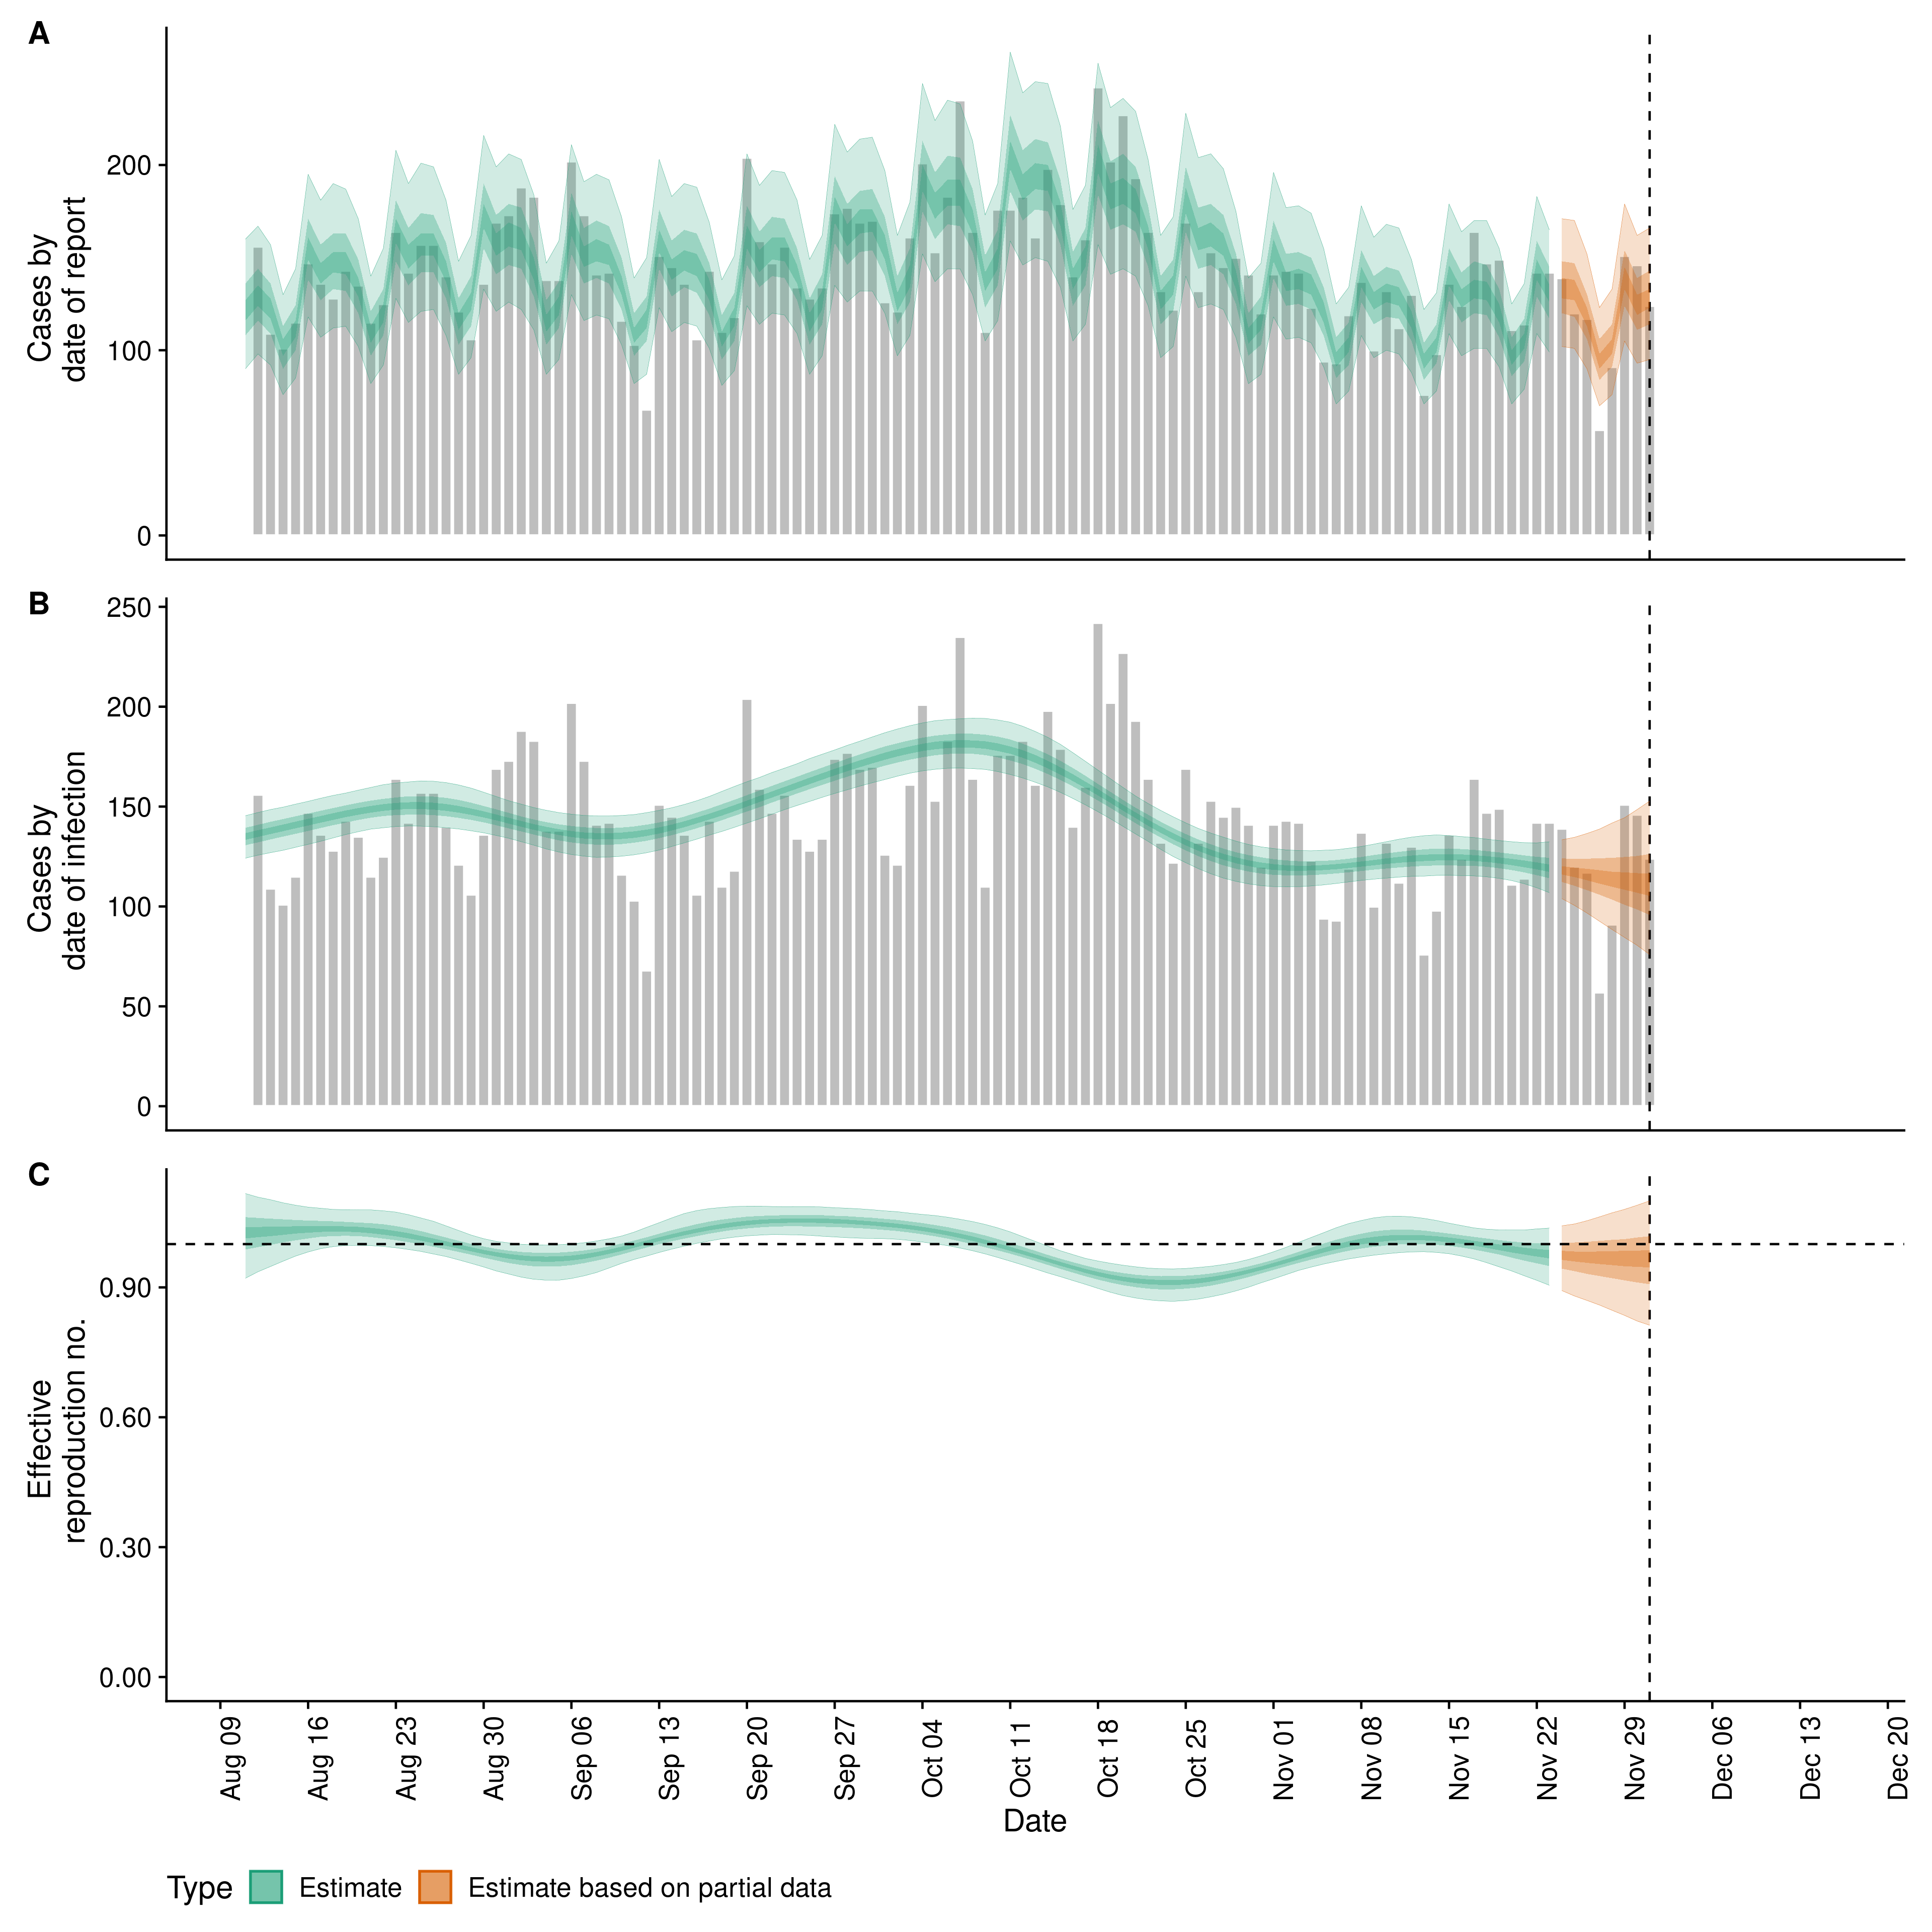 A
Cases by
date of report
200
100
0
B
Cases by
date of infection
250
200
150
100
50
0
C
Effective
reproduction no.
0.90
0.60
0.30
0.00
Aug 09
Aug 16
Aug 23
Aug 30
Sep 06
Sep 13
Sep 20
Sep 27
Oct 04
Oct 11
Oct 18
Oct 25
Nov 01
Nov 08
Nov 15
Nov 22
Nov 29
Dec 06
Dec 13
Dec 20
Date
Type Estimate Estimate based on partial data